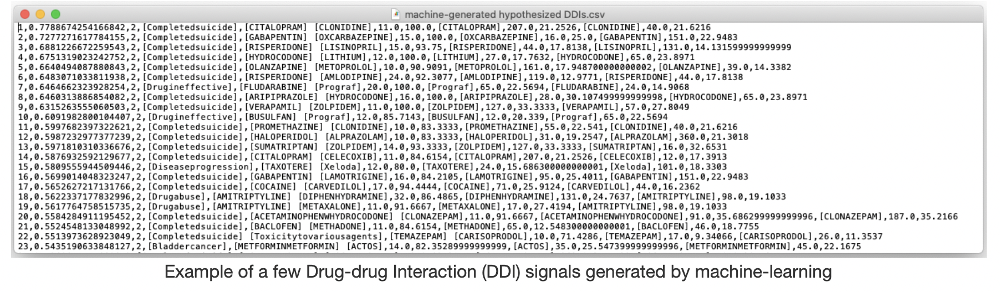 machine-generated hypothesized DDIs.csv
1,0.7788674254166842,2,[Completedsuicide],[CITALOPRAM] [CLONIDINE],11.0,100.0,[CITALOPRAM],207.0,21.2526,[CLONIDINE],40.0,21.6216
2,0.7277271617784155,2,[Completedsuicide],[GABAPENTIN] [OXCARBAZEPINE],15.0,100.0,[OXCARBAZEPINE],16.0,25.0,[GABAPENTIN],151.0,22.9483
3,0.6881226672259543,2,[Completedsuicide],[RISPERIDONE] [LISINOPRIL],15.0,93.75,[RISPERIDONE],44.0,17.8138,[LISINOPRIL],131.0,14.131599999999999
4,0.6751319023242752,2,[Completedsuicide],[HYDROCODONE] [LITHIUM],12.0,100.0,[LITHIUM],27.0,17.7632,[HYDROCODONE],65.0,23.8971
5,0.6640494087880843,2,[Completedsuicide],[OLANZAPINE] [METOPROLOL],10.0,90.9091,[METOPROLOL],161.0,17.948700000000002,[OLANZAPINE],39.0,14.3382
6,0.64830710338119​38,2,[Completedsuicide],[RISPERIDONE] [AMLODIPINE],24.0,92.3077,[AMLODIPINE],119.0,12.9771,[RISPERIDONE],44.0,17.8138
7,0.6464662323928254,2,[Drugineffective],[FLUDARABINE] [Prograf],20.0,100.0,[Prograf],65.0,22.5694,[FLUDARABINE],24.0,14.9068
8,0.6460313886854082,2,[Completedsuicide],[ARIPIPRAZOLE] [HYDROCODONE],16.0,100.0,[ARIPIPRAZOLE],28.0,30.107499999999998,[HYDROCODONE],65.0,23.8971
9,0.6315263555060503,2,[Completedsuicide],[VERAPAMIL] [ZOLPIDEM],11.0,100.0,[ZOLPIDEM],127.0,33.3333,[VERAPAMIL],57.0,27.8049
10,0.6091982800104407,2,[Drugineffective],[BUSULFAN] [Prograf],12.0,85.7143,[BUSULFAN],12.0,20.339,[Prograf],65.0,22.5694
11,0.5997682397322621,2,[Completedsuicide],[PROMETHAZINE] [CLONIDINE],10.0,83.3333,[PROMETHAZINE],55.0,22.541,[CLONIDINE],40.0,21.6216
12,0.5987232977377239,2,[Completedsuicide],[HALOPERIDOL] [ALPRAZOLAM],10.0,83.3333,[HALOPERIDOL],31.0,19.2547,[ALPRAZOLAM],360.0,21.3018
13,0.5971810310336676,2,[Completedsuicide],[SUMATRIPTAN] [ZOLPIDEM],14.0,93.3333,[ZOLPIDEM],127.0,33.3333,[SUMATRIPTAN],16.0,32.6531
14,0.5876932592129677,2,[Completedsuicide],[CITALOPRAM] [CELECOXIB],11.0,84.6154,[CITALOPRAM],207.0,21.2526,[CELECOXIB],12.0,17.3913
15,0.5809555944509446,2,[Diseaseprogression],[TAXOTERE] [Xeloda],12.0,80.0,[TAXOTERE],24.0,15.686300000000001,[Xeloda],101.0,18.3303
16,0.5699014048323247,2,[Completedsuicide],[GABAPENTIN] [LAMOTRIGINE],16.0,84.2105,[LAMOTRIGINE],95.0,25.4011,[GABAPENTIN],151.0,22.9483
17,0.5652627217131766,2,[Completedsuicide],[COCAINE] [CARVEDILOL],17.0,94.4444,[COCAINE],71.0,25.9124,[CARVEDILOL],44.0,16.2362
18,0.5622337177832996,2,[Drugabuse],[AMITRIPTYLINE] [DIPHENHYDRAMINE],32.0,86.4865,[DIPHENHYDRAMINE],131.0,24.7637,[AMITRIPTYLINE],98.0,19.1033
19,0.5617764758515735,2,[Drugabuse],[AMITRIPTYLINE] [METAXALONE],11.0,91.6667,[METAXALONE],17.0,27.4194,[AMITRIPTYLINE],98.0,19.1033
20,0.5584284911195452,2,[Completedsuicide],[ACETAMINOPHENWHYDROCODONE] [CLONAZEPAM],11.0,91.6667,[ACETAMINOPHENWHYDROCODONE],91.0,35.686299999999996,[CLONAZEPAM],187.0,35.2166
21,0.5524548133048992,2,[Completedsuicide],[BACLOFEN] [METHADONE],11.0,84.6154,[METHADONE],65.0,12.548300000000001,[BACLOFEN],46.0,18.7755
22,0.5513973628923049,2,[Completedsuicide] [Toxicitytovariousagents],[TEMAZEPAM] [CARISOPRODOL],10.0,71.4286,[TEMAZEPAM],17.0,9.34066,[CARISOPRODOL],26.0,11.3537
23,0.5435190633848127,2,[Bladdercancer],[METFORMINMETFORMIN] [ACTOS],14.0,82.35289999999999,[ACTOS],35.0,25.547399999999996,[METFORMINMETFORMIN],45.0,22.1675
Example of a few Drug-drug Interaction (DDI) signals generated by machine-learning